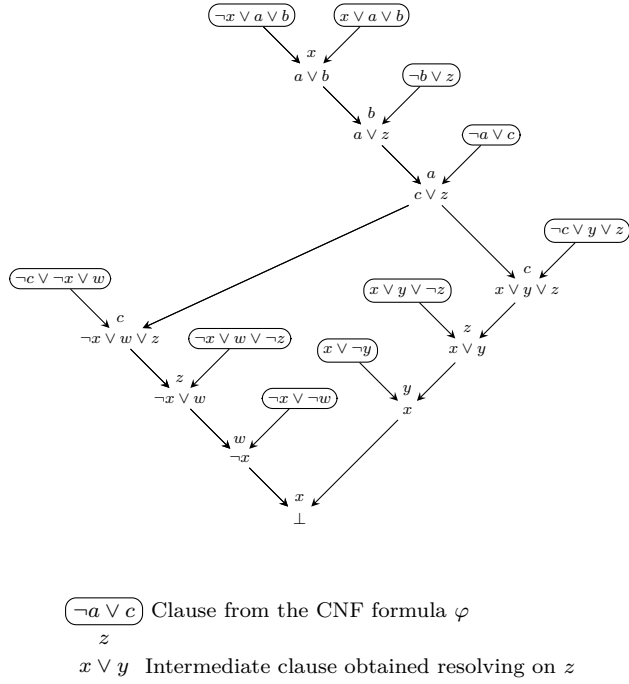 ¬x ∨ a ∨ b x ∨ a ∨ b
x
a ∨ b
¬b ∨ z
b
a ∨ z
¬a ∨ c
a
c ∨ z
¬c ∨ y ∨ z
c
x ∨ y ∨ z
¬c ∨ ¬x ∨ w
x ∨ y ∨ ¬z
c
¬x ∨ w ∨ z
¬x ∨ w ∨ ¬z
z
x ∨ y
x ∨ ¬y
z
¬x ∨ w
¬x ∨ ¬w
y
x
w
¬x
x
⊥
¬a ∨ c Clause from the CNF formula φ
z
x ∨ y Intermediate clause obtained resolving on z